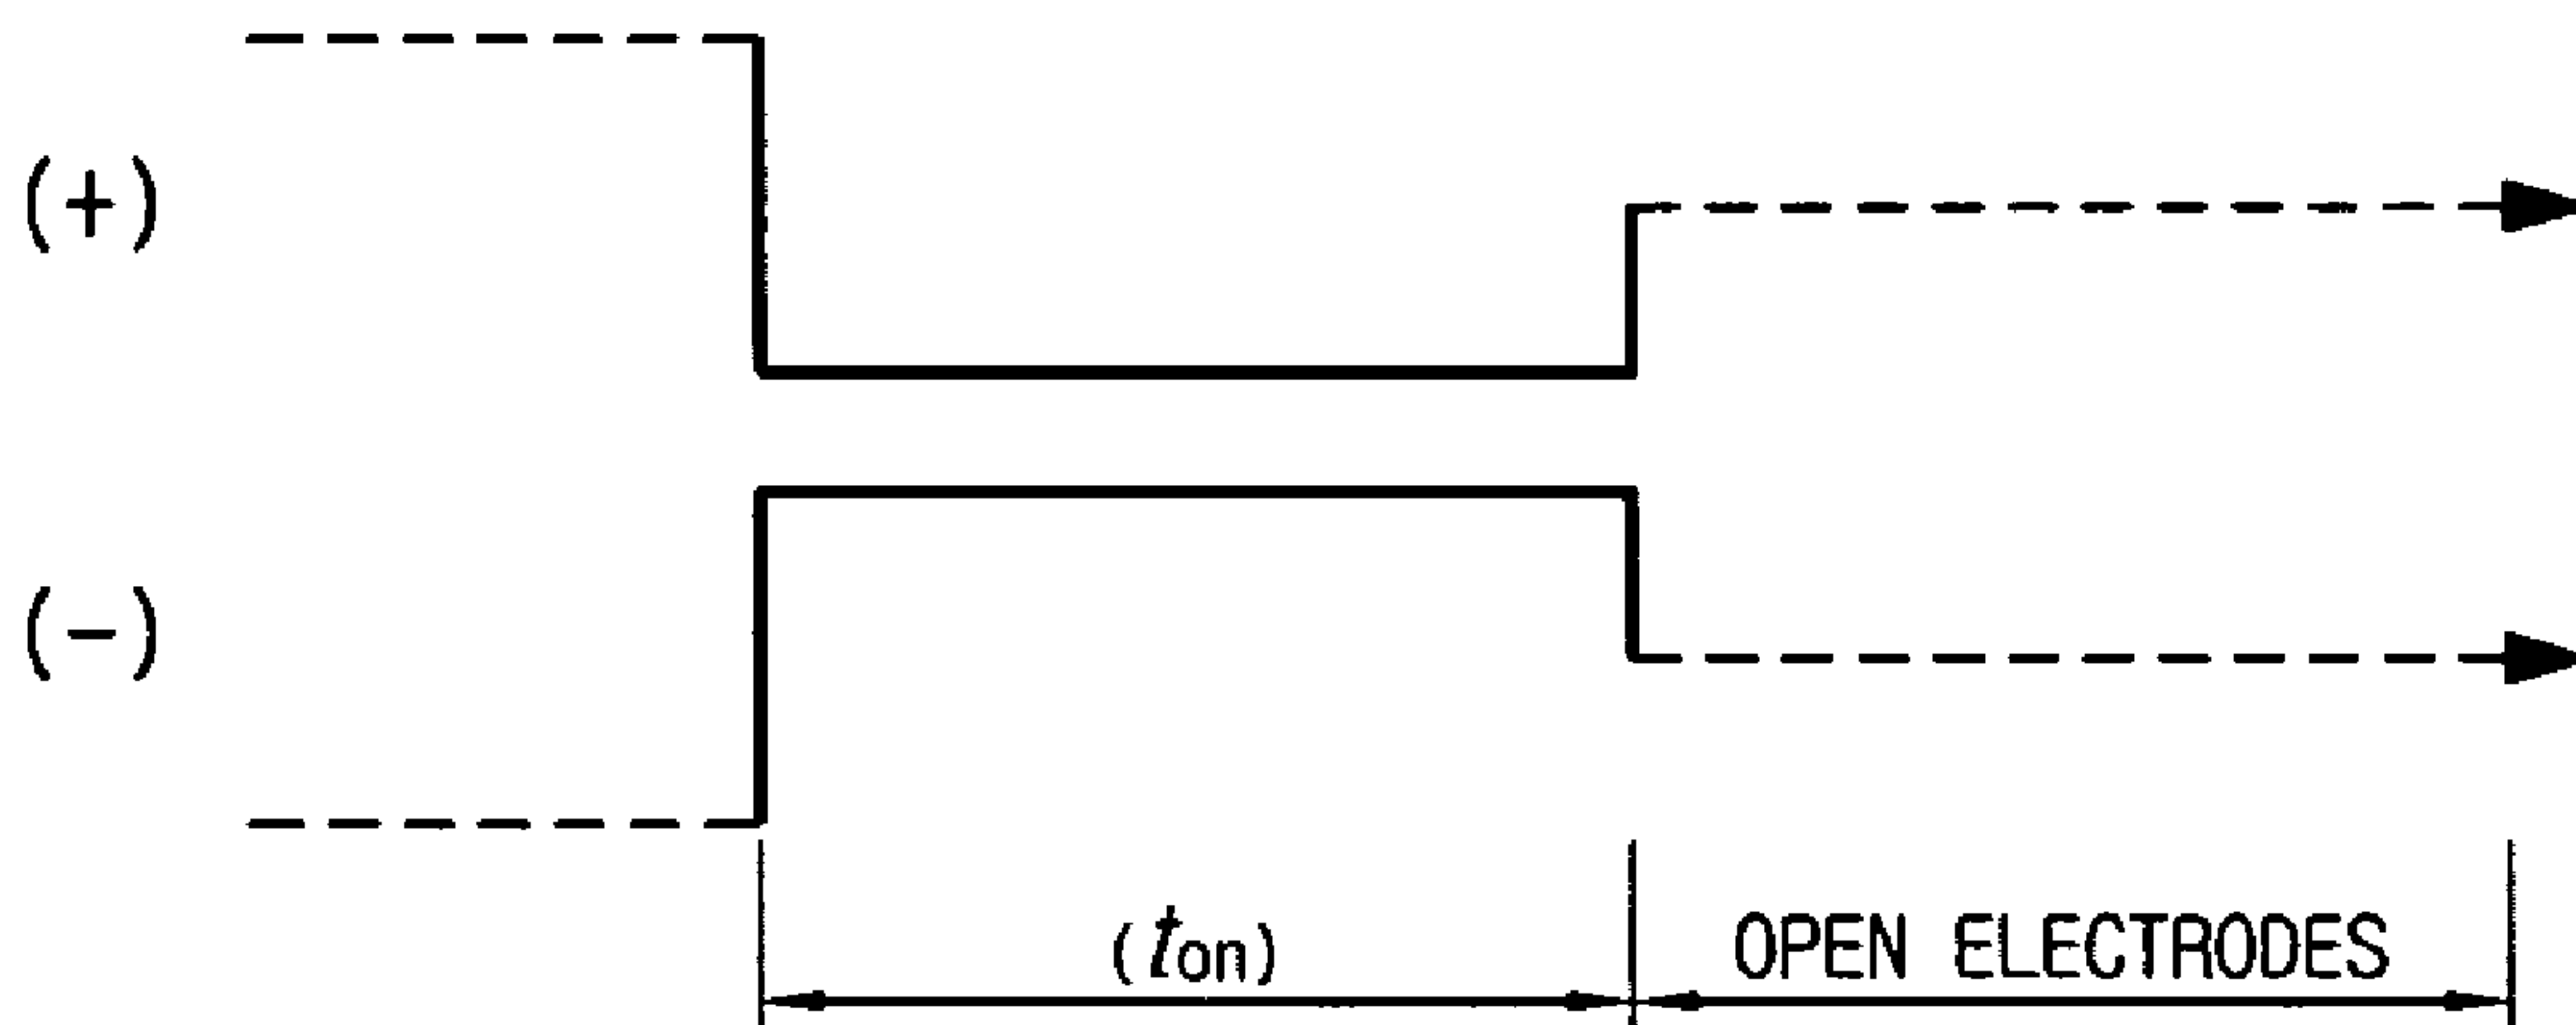 (+)
(-)
(ton)
OPEN ELECTRODES